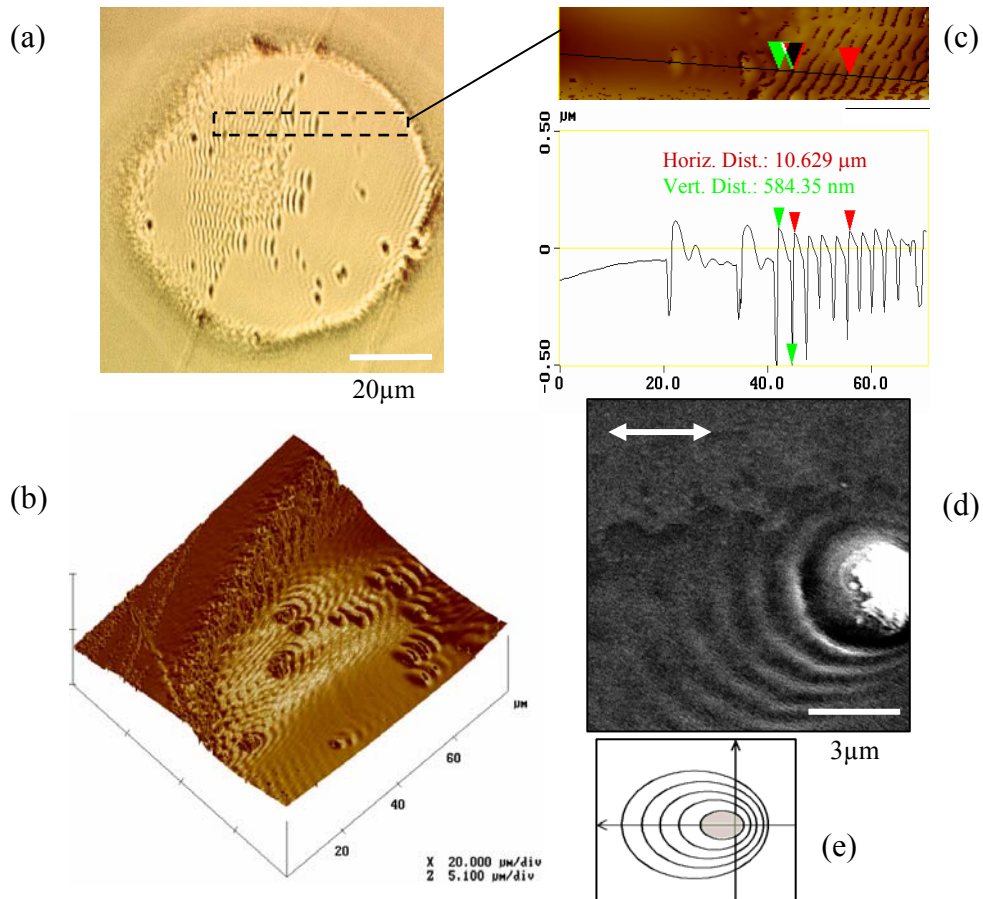 (a)
20µm
(b)
µm
60
40
20
X 20.000 µm/div
Z 5.100 µm/div
(c)
µM
0.50
0
-0.50
Horiz. Dist.: 10.629 µm
Vert. Dist.: 584.35 nm
0
20.0
40.0
60.0
(d)
3µm
(e)